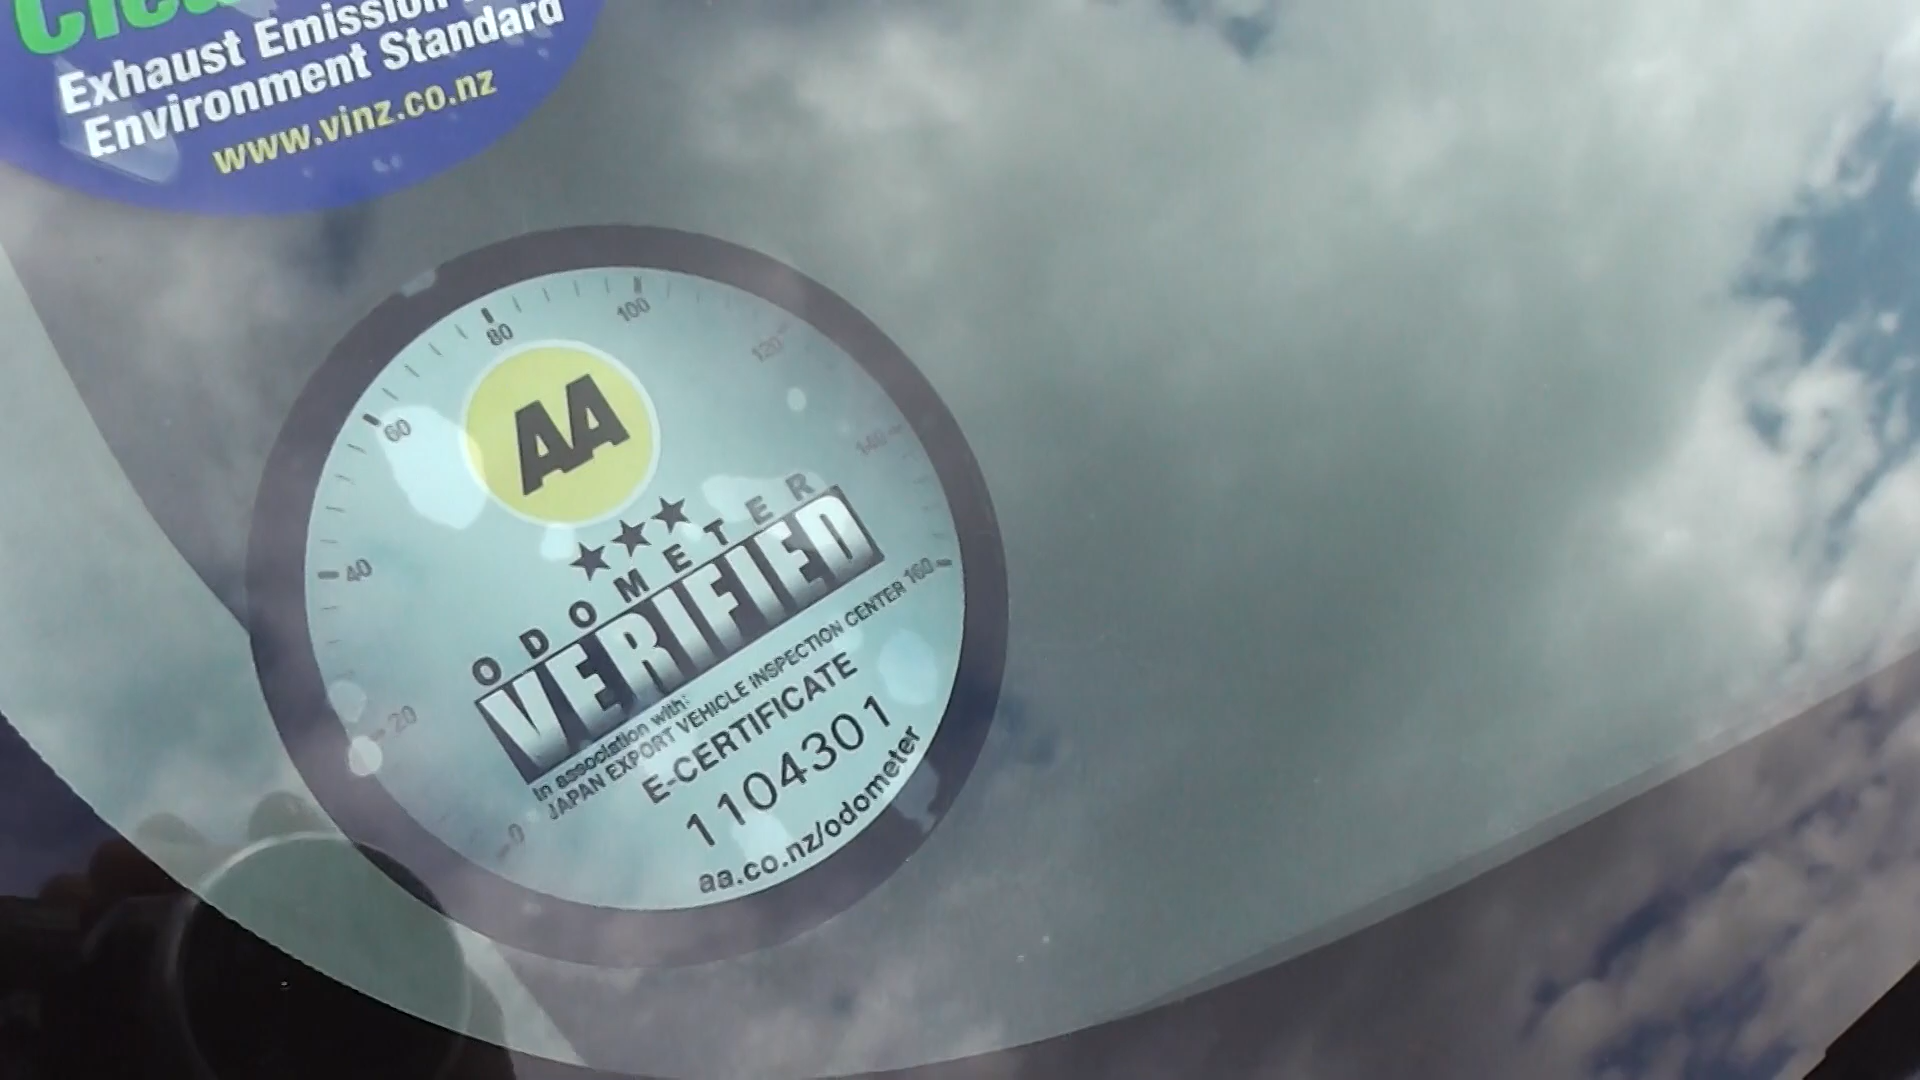 Exhaust Emission
Environment Standard
www.vinz.co.nz
0
20
40
60
80
100
120
140
160
AA
ODOMETER
VERIFIED
In association with:
JAPAN EXPORT VEHICLE INSPECTION CENTER
E-CERTIFICATE
1104301
aa.co.nz/odometer